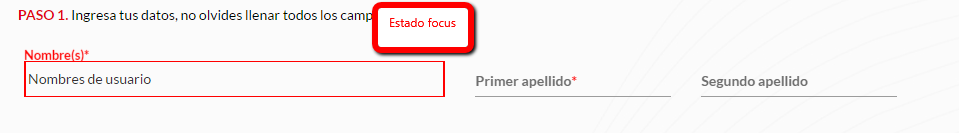 PASO 1. Ingresa tus datos, no olvides llenar todos los camp
Estado focus
Nombre(s)*
Nombres de usuario
Primer apellido*
Segundo apellido